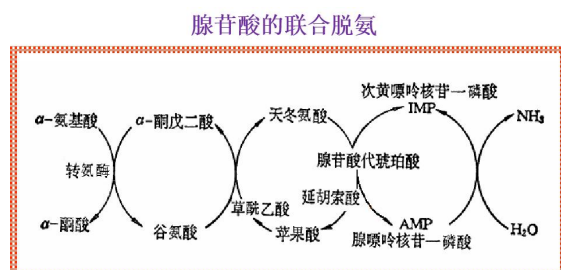 腺苷酸的联合脱氨
α-氨基酸
α-酮戊二酸
天冬氨酸
次黄嘌呤核苷一磷酸
IMP
NH₃
转氨酶
腺苷酸代琥珀酸
草酰乙酸
延胡索酸
α-酮酸
谷氨酸
苹果酸
AMP
腺嘌呤核苷一磷酸
H₂O